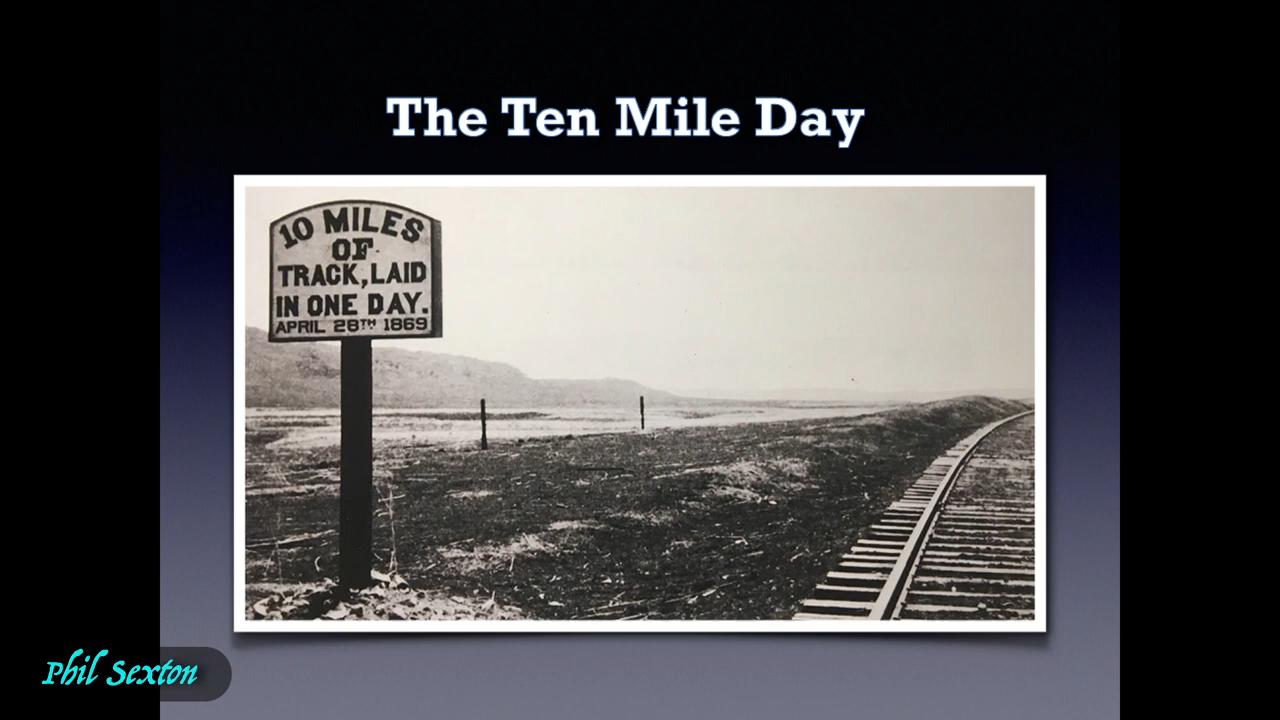 The Ten Mile Day
10 MILES
OF
TRACK, LAID
IN ONE DAY.
APRIL 28TH 1869
Phil Sexton